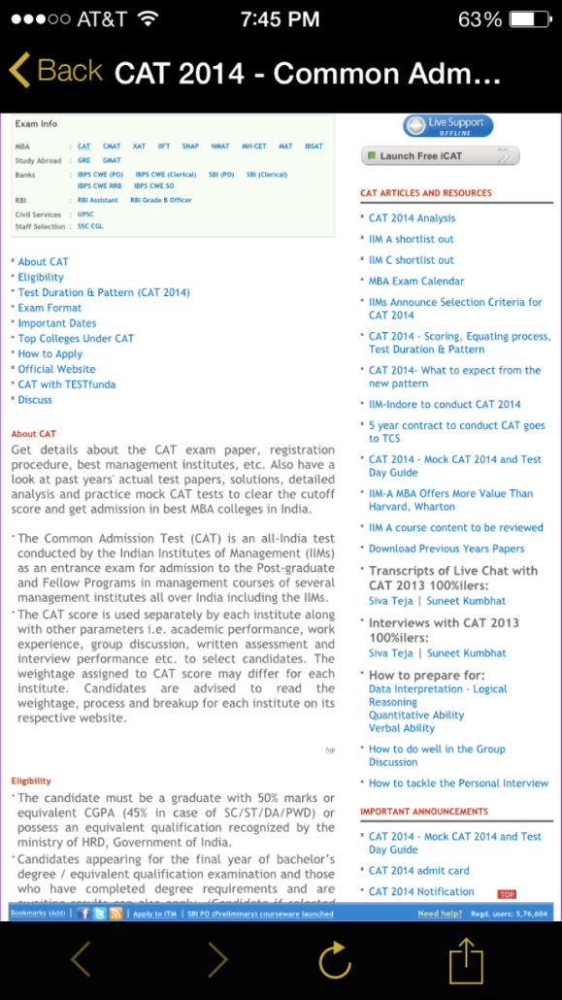 AT&T 7:45 PM 63%
Back CAT 2014 - Common Adm...
Exam Info
MBA : CAT CMAT XAT IIFT SNAP NMAT MH-CET MAT IBSAT
Study Abroad : GRE GMAT
Banks : IBPS CWE (PO) IBPS CWE (Clerical) SBI (PO) SBI (Clerical)
IBPS CWE RRB IBPS CWE SO
RBI : RBI Assistant RBI Grade B Officer
Civil Services : UPSC
Staff Selection : SSC CGL
• About CAT
• Eligibility
• Test Duration & Pattern (CAT 2014)
• Exam Format
• Important Dates
• Top Colleges Under CAT
• How to Apply
• Official Website
• CAT with TESTfunda
• Discuss
About CAT
Get details about the CAT exam paper, registration
procedure, best management institutes, etc. Also have a
look at past years' actual test papers, solutions, detailed
analysis and practice mock CAT tests to clear the cutoff
score and get admission in best MBA colleges in India.
• The Common Admission Test (CAT) is an all-India test
conducted by the Indian Institutes of Management (IIMs)
as an entrance exam for admission to the Post-graduate
and Fellow Programs in management courses of several
management institutes all over India including the IIMs.
• The CAT score is used separately by each institute along
with other parameters i.e. academic performance, work
experience, group discussion, written assessment and
interview performance etc. to select candidates. The
weightage assigned to CAT score may differ for each
institute. Candidates are advised to read the
weightage, process and breakup for each institute on its
respective website.
top
Eligibility
• The candidate must be a graduate with 50% marks or
equivalent CGPA (45% in case of SC/ST/DA/PWD) or
possess an equivalent qualification recognized by the
ministry of HRD, Government of India.
• Candidates appearing for the final year of bachelor's
degree / equivalent qualification examination and those
who have completed degree requirements and are
awaiting results can also apply. (Candidate if selected
Live Support
OFFLINE
Launch Free iCAT
CAT ARTICLES AND RESOURCES
• CAT 2014 Analysis
• IIM A shortlist out
• IIM C shortlist out
• MBA Exam Calendar
• IIMs Announce Selection Criteria for
CAT 2014
• CAT 2014 - Scoring, Equating process,
Test Duration & Pattern
• CAT 2014- What to expect from the
new pattern
• IIM-Indore to conduct CAT 2014
• 5 year contract to conduct CAT goes
to TCS
• CAT 2014 - Mock CAT 2014 and Test
Day Guide
• IIM-A MBA Offers More Value Than
Harvard, Wharton
• IIM A course content to be reviewed
• Download Previous Years Papers
• Transcripts of Live Chat with
CAT 2013 100%ilers:
Siva Teja | Suneet Kumbhat
• Interviews with CAT 2013
100%ilers:
Siva Teja | Suneet Kumbhat
• How to prepare for:
Data Interpretation - Logical
Reasoning
Quantitative Ability
Verbal Ability
• How to do well in the Group
Discussion
• How to tackle the Personal Interview
IMPORTANT ANNOUNCEMENTS
• CAT 2014 - Mock CAT 2014 and Test
Day Guide
• CAT 2014 admit card
• CAT 2014 Notification
TOP
Bookmarks (Add) | Apply to ITM | SBI PO (Preliminary) courseware launched Need help? Regd. users: 5,76,604